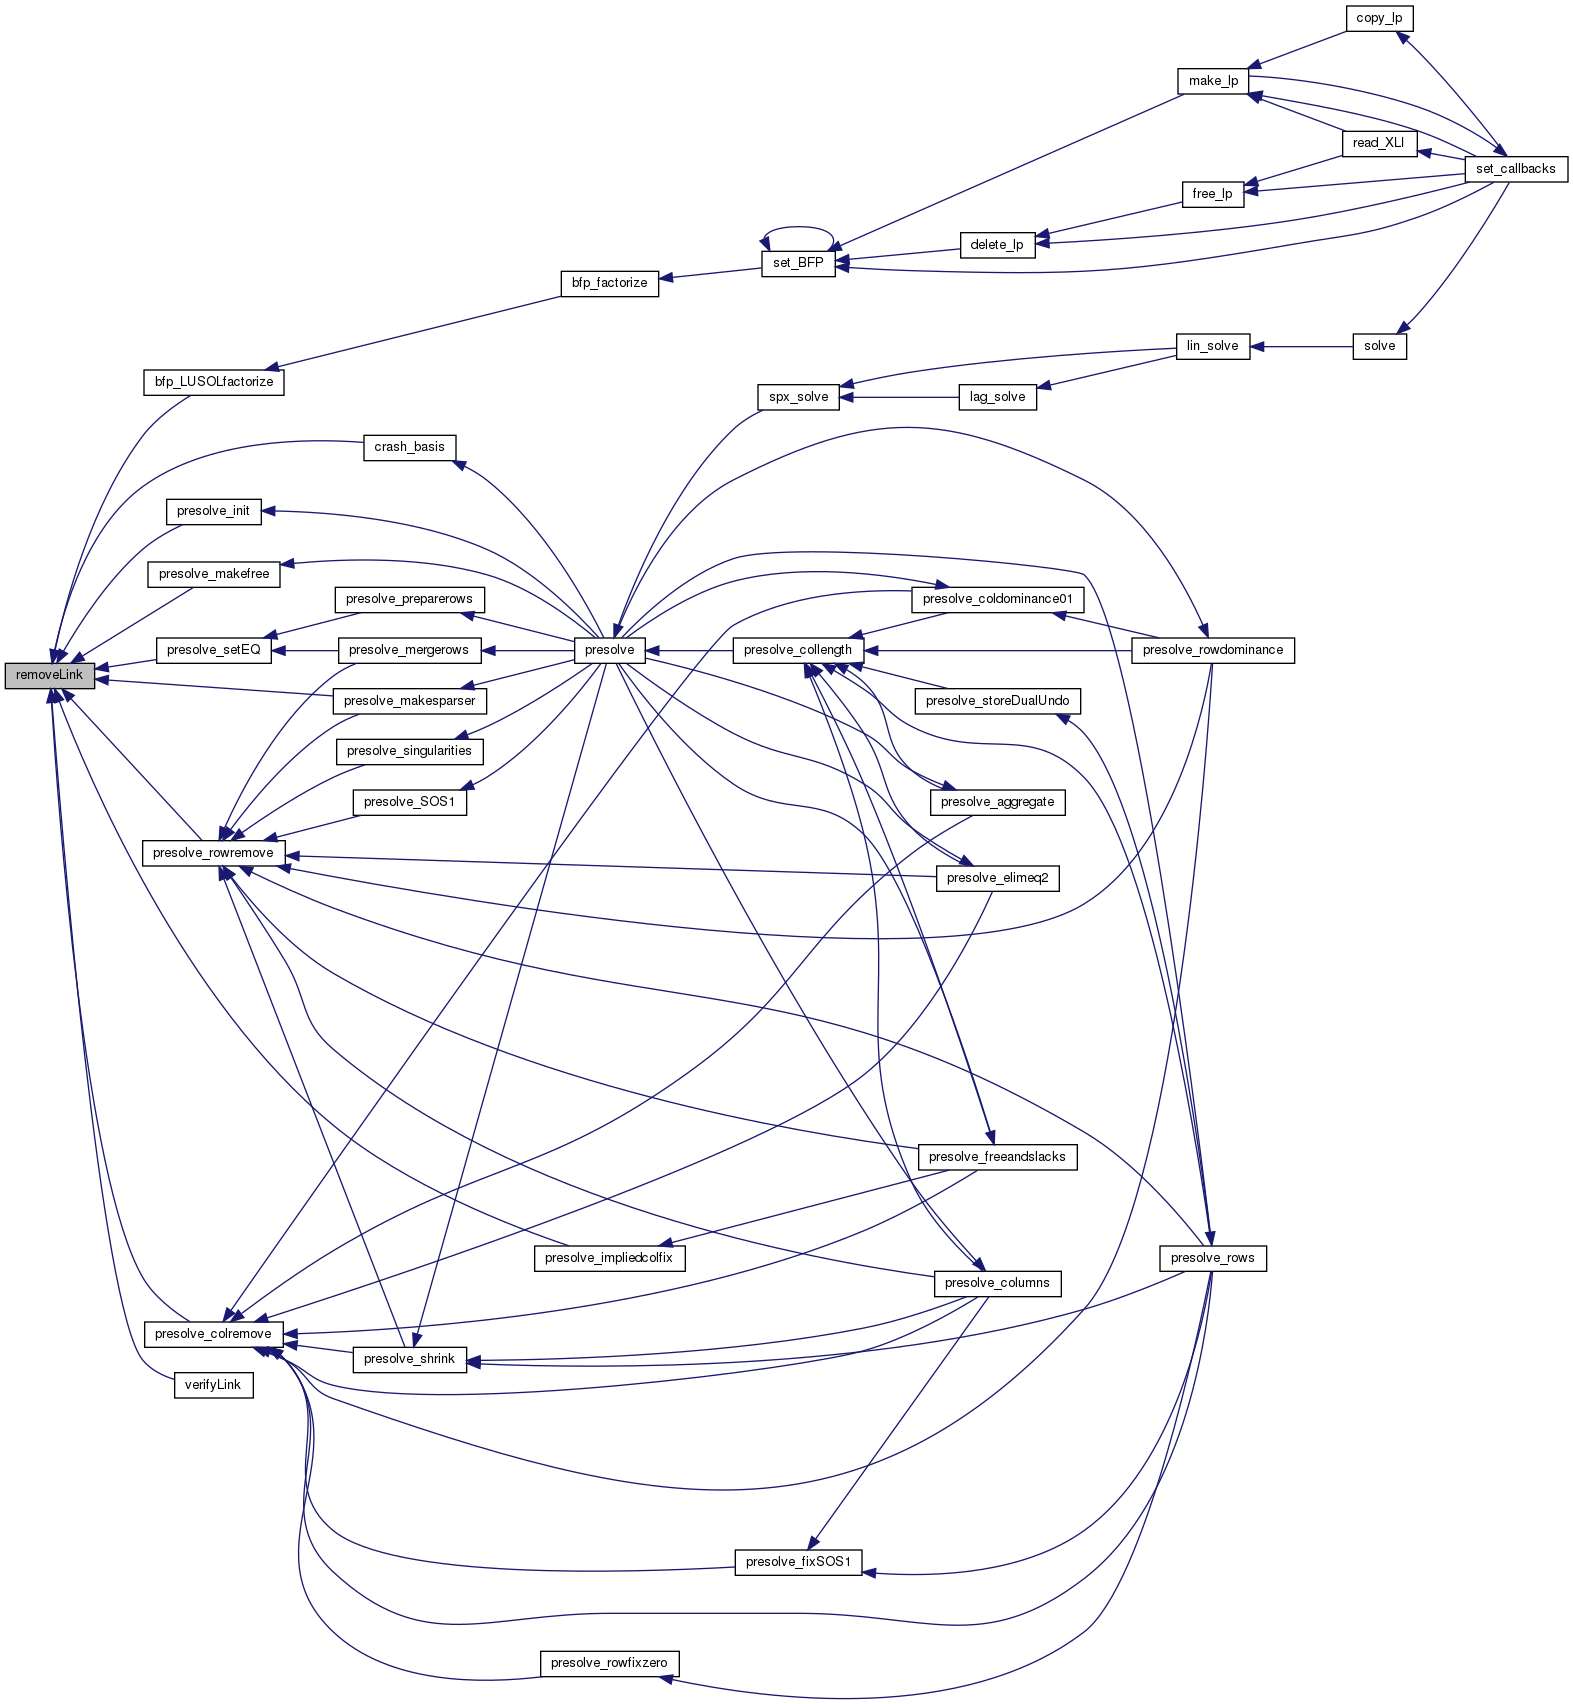 copy_lp
make_lp
read_XLI
set_callbacks
free_lp
delete_lp
set_BFP
bfp_factorize
lin_solve
solve
bfp_LUSOLfactorize
spx_solve
lag_solve
crash_basis
presolve_init
presolve_makefree
presolve_preparerows
presolve_coldominance01
presolve_setEQ
presolve_mergerows
presolve
presolve_collength
presolve_rowdominance
removeLink
presolve_makesparser
presolve_storeDualUndo
presolve_singularities
presolve_SOS1
presolve_aggregate
presolve_rowremove
presolve_elimeq2
presolve_freeandslacks
presolve_impliedcolfix
presolve_rows
presolve_columns
presolve_colremove
presolve_shrink
verifyLink
presolve_fixSOS1
presolve_rowfixzero